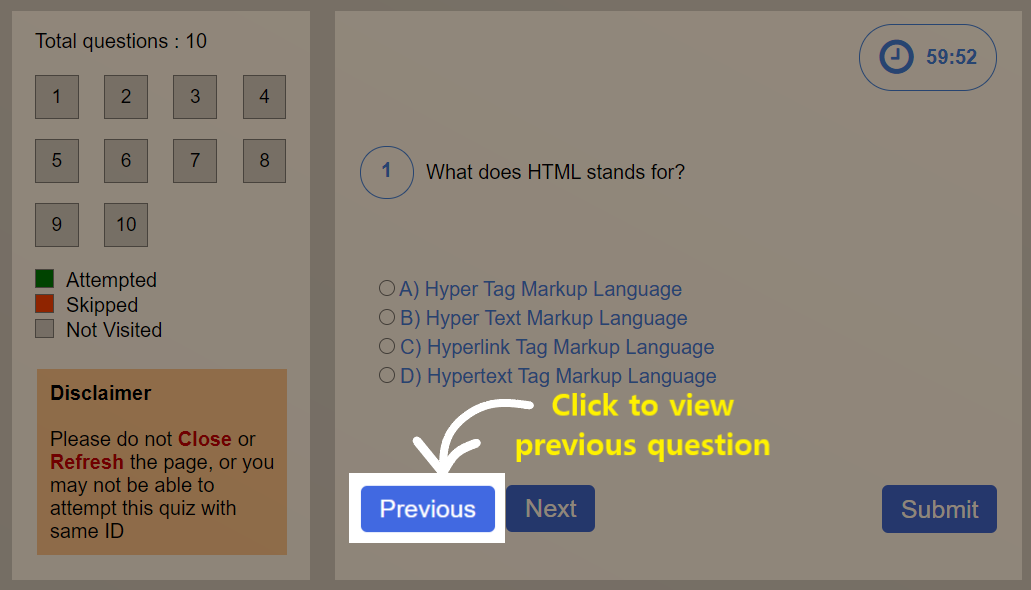 Total questions : 10
1 2 3 4
5 6 7 8
9 10
Attempted
Skipped
Not Visited
Disclaimer
Please do not Close or
Refresh the page, or you
may not be able to
attempt this quiz with
same ID
59:52
1 What does HTML stands for?
A) Hyper Tag Markup Language
B) Hyper Text Markup Language
C) Hyperlink Tag Markup Language
D) Hypertext Tag Markup Language
Click to view
previous question
Previous Next Submit